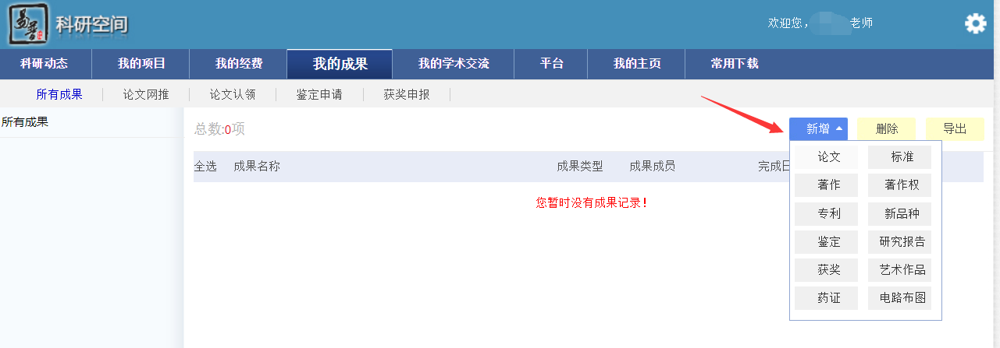 易普 科研空间
欢迎您, 老师
科研动态 我的项目 我的经费 我的成果 我的学术交流 平台 我的主页 常用下载
所有成果 论文网推 论文认领 鉴定申请 获奖申报
所有成果
总数:0项
新增 删除 导出
全选 成果名称 成果类型 成果成员 完成日
您暂时没有成果记录!
论文 标准
著作 著作权
专利 新品种
鉴定 研究报告
获奖 艺术作品
药证 电路布图